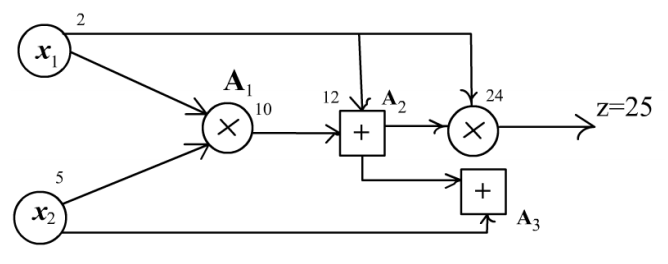 2
x₁
A₁
10
×
12
A₂
+
24
×
z=25
5
x₂
+
A₃